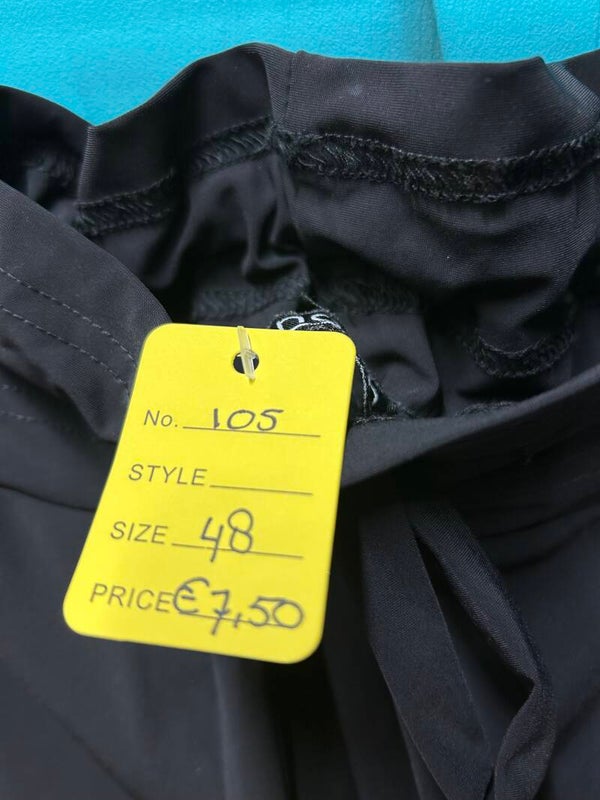 No. 105
STYLE
SIZE 48
PRICE €7,50